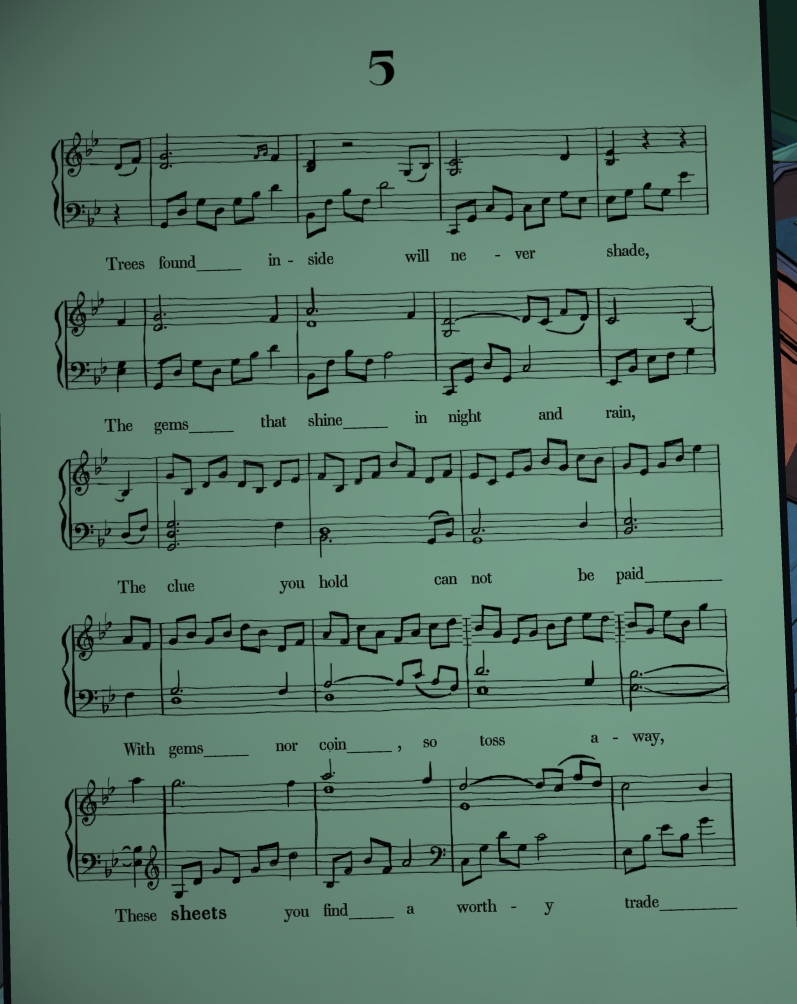 5
Trees found_____ in - side will ne - ver shade,
The gems_____ that shine_____ in night and rain,
The clue you hold can not be paid_________
With gems_____ nor coin_____ , so toss a - way,
These sheets you find_____ a worth - y trade_________